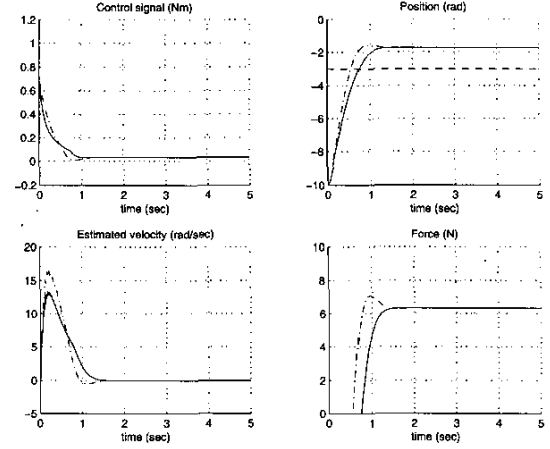 Control signal (Nm)
1.2
1
0.8
0.6
0.4
0.2
0
−0.2
0 1 2 3 4 5
time (sec)
Position (rad)
0
−2
−4
−6
−8
−10
0 1 2 3 4 5
time (sec)
Estimated velocity (rad/sec)
20
15
10
5
0
−5
0 1 2 3 4 5
time (sec)
Force (N)
10
8
6
4
2
0
0 1 2 3 4 5
time (sec)